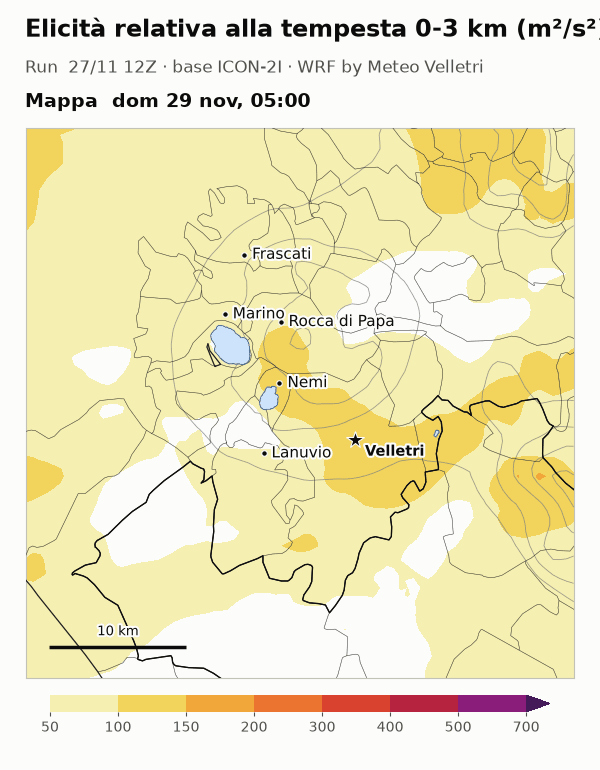 Elicità relativa alla tempesta 0-3 km (m²/s²)
Run 27/11 12Z · base ICON-2I · WRF by Meteo Velletri
Mappa dom 29 nov, 05:00
Frascati
Marino
Rocca di Papa
Nemi
Velletri
Lanuvio
10 km
50 100 150 200 300 400 500 700